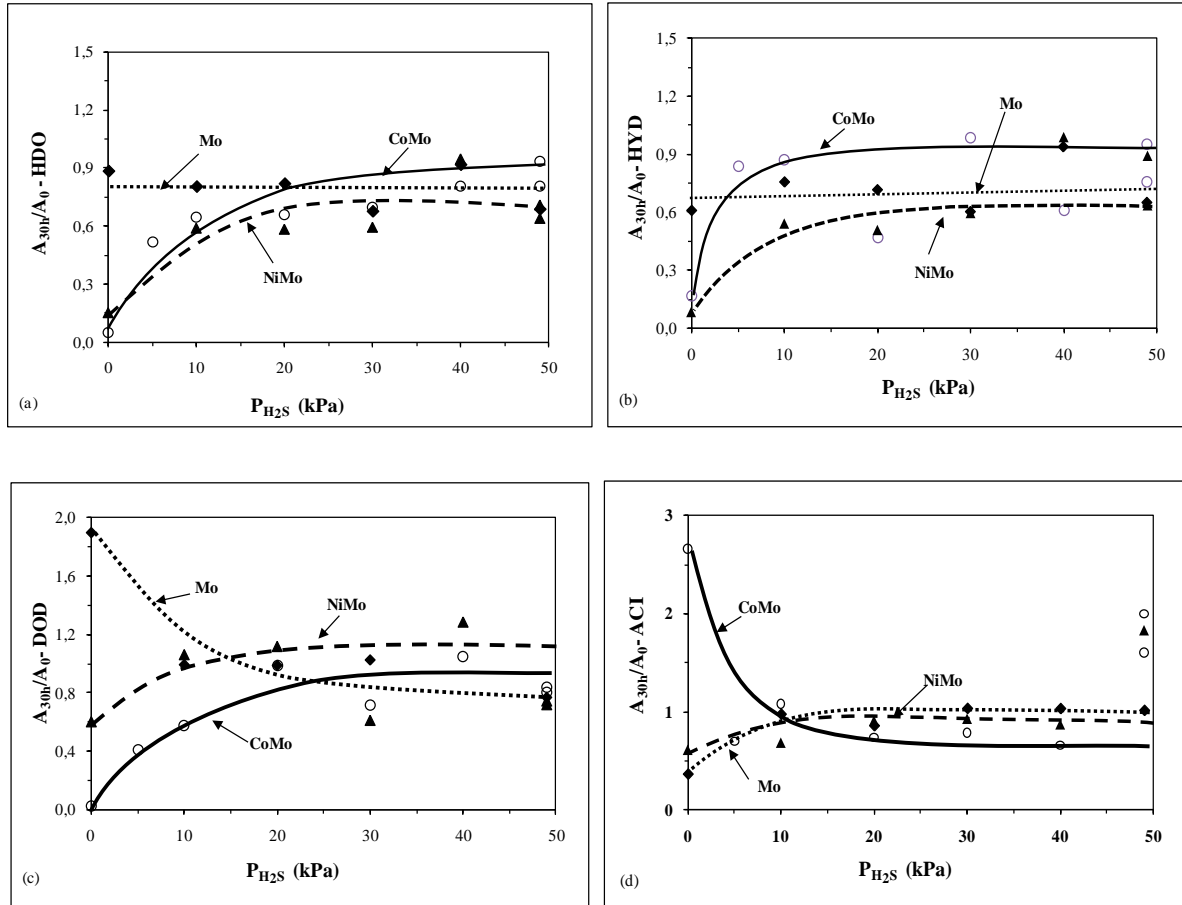 1,5
1,2
0,9
0,6
0,3
0,0
A30h/A0 - HDO
Mo
CoMo
NiMo
0 10 20 30 40 50
PH2S (kPa)
(a)
1,5
1,2
0,9
0,6
0,3
0,0
A30h/A0 -HYD
CoMo
Mo
NiMo
0 10 20 30 40 50
PH2S (kPa)
(b)
2,0
1,6
1,2
0,8
0,4
0,0
A30h/A0- DOD
Mo
NiMo
CoMo
0 10 20 30 40 50
PH2S (kPa)
(c)
3
2
1
0
A30h/A0- ACI
CoMo
NiMo
Mo
0 10 20 30 40 50
PH2S (kPa)
(d)